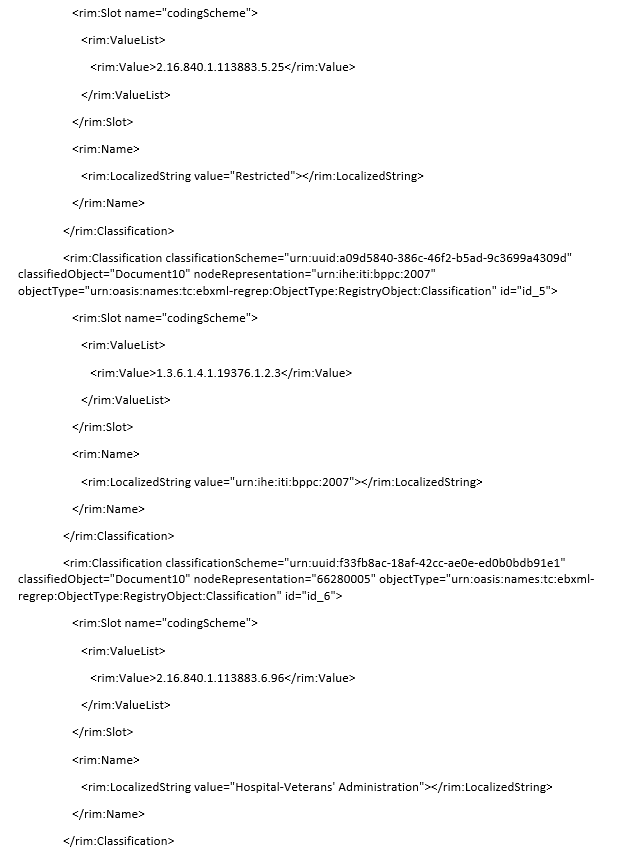 <rim:Slot name="codingScheme">
<rim:ValueList>
<rim:Value>2.16.840.1.113883.5.25</rim:Value>
</rim:ValueList>
</rim:Slot>
<rim:Name>
<rim:LocalizedString value="Restricted"></rim:LocalizedString>
</rim:Name>
</rim:Classification>
<rim:Classification classificationScheme="urn:uuid:a09d5840-386c-46f2-b5ad-9c3699a4309d"
classifiedObject="Document10" nodeRepresentation="urn:ihe:iti:bppc:2007"
objectType="urn:oasis:names:tc:ebxml-regrep:ObjectType:RegistryObject:Classification" id="id_5">
<rim:Slot name="codingScheme">
<rim:ValueList>
<rim:Value>1.3.6.1.4.1.19376.1.2.3</rim:Value>
</rim:ValueList>
</rim:Slot>
<rim:Name>
<rim:LocalizedString value="urn:ihe:iti:bppc:2007"></rim:LocalizedString>
</rim:Name>
</rim:Classification>
<rim:Classification classificationScheme="urn:uuid:f33fb8ac-18af-42cc-ae0e-ed0b0bdb91e1"
classifiedObject="Document10" nodeRepresentation="66280005" objectType="urn:oasis:names:tc:ebxml-
regrep:ObjectType:RegistryObject:Classification" id="id_6">
<rim:Slot name="codingScheme">
<rim:ValueList>
<rim:Value>2.16.840.1.113883.6.96</rim:Value>
</rim:ValueList>
</rim:Slot>
<rim:Name>
<rim:LocalizedString value="Hospital-Veterans' Administration"></rim:LocalizedString>
</rim:Name>
</rim:Classification>